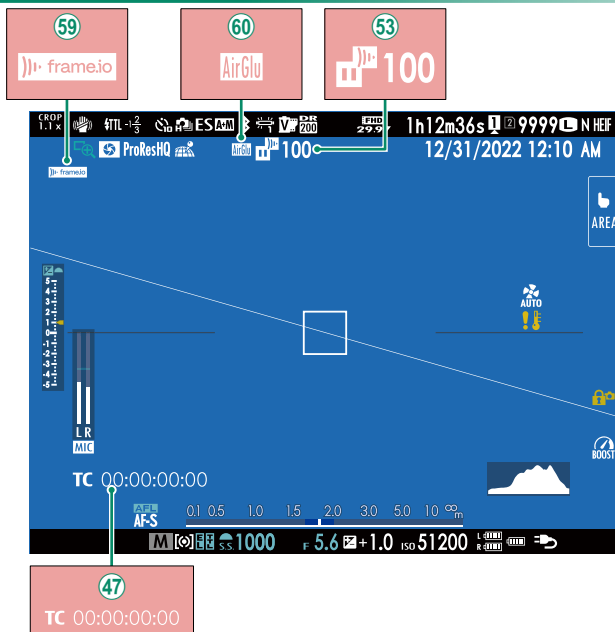 59 60 53
frame.io AirGlu 100
CROP 1.1x TTL -1 2/3 ES A+M DR 200 FHD 29.97 1h12m36s 1 2 9999 L N HEIF
ProResHQ AirGlu 100 12/31/2022 12:10 AM
frame.io
AREA
5
4
3
2
1
0
-1
-2
-3
-4
-5
AUTO
L R
MIC
BOOST
TC 00:00:00:00
AFL
AF-S
0.1 0.5 1.0 1.5 2.0 3.0 5.0 10 ∞ m
M S.S. 1000 F 5.6 +1.0 ISO 51200 L R
47
TC 00:00:00:00